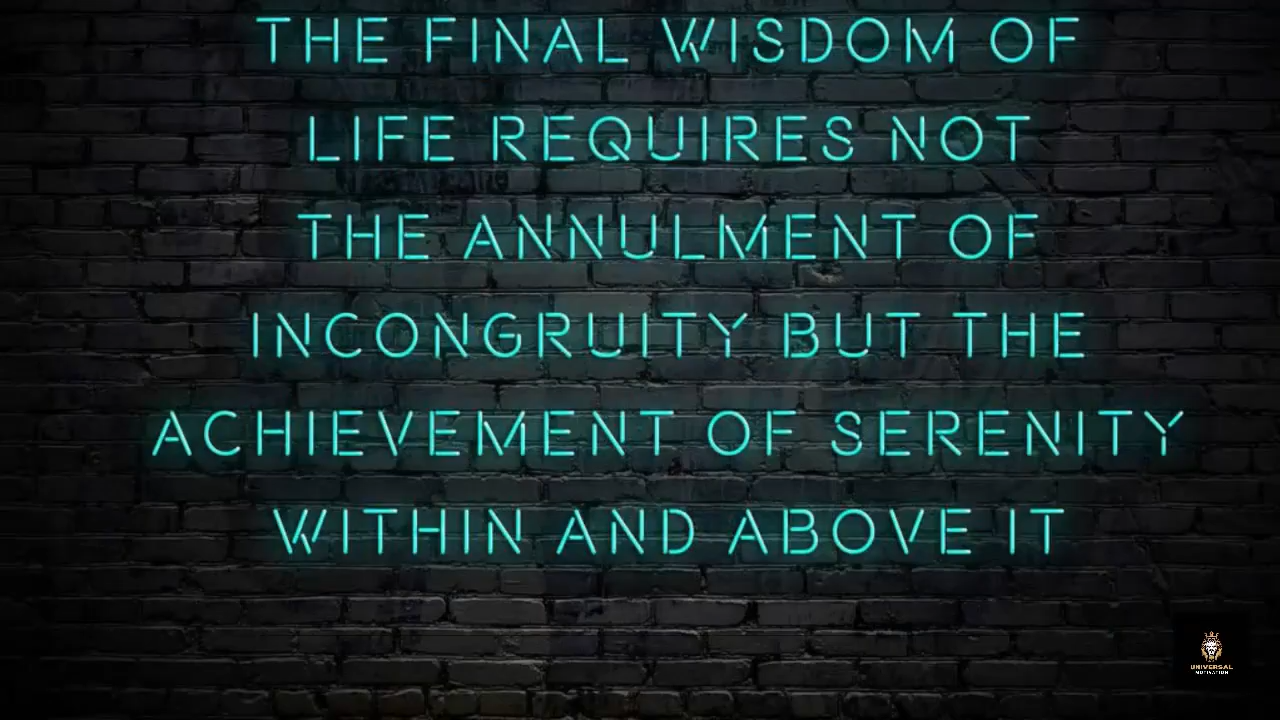 THE FINAL WISDOM OF
LIFE REQUIRES NOT
THE ANNULMENT OF
INCONGRUITY BUT THE
ACHIEVEMENT OF SERENITY
WITHIN AND ABOVE IT
UNIVERSAL
MOTIVATION